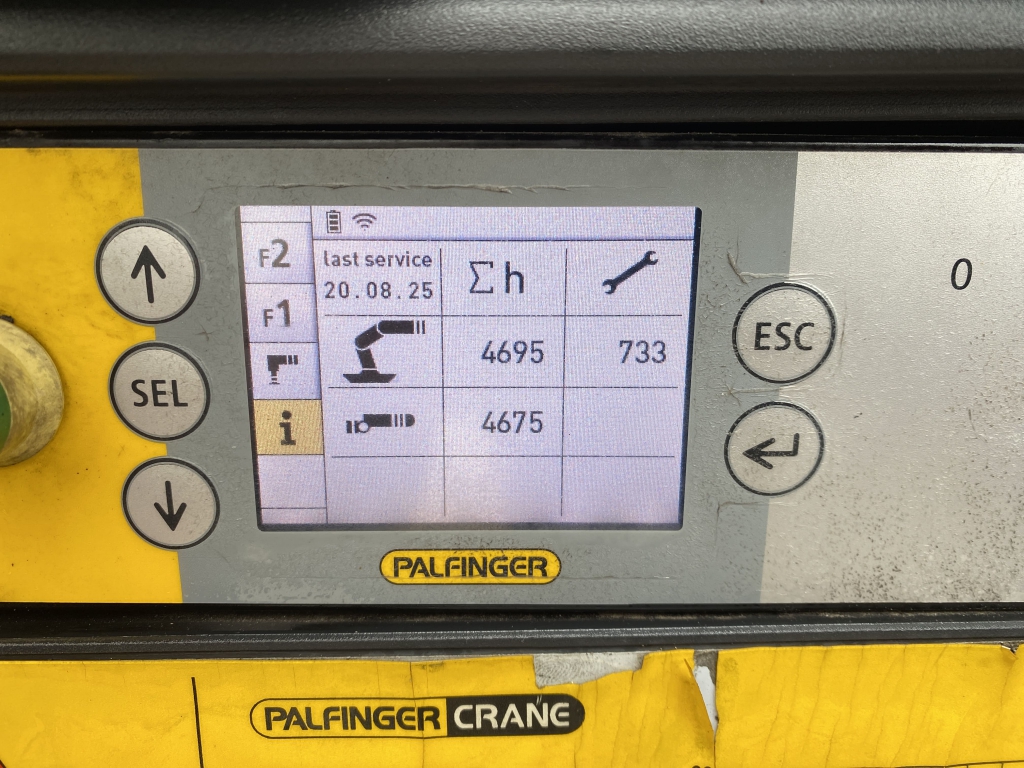 F2
F1
i
last service
20.08.25
Σh
4695
733
4675
SEL
ESC
0
PALFINGER
PALFINGER CRANE